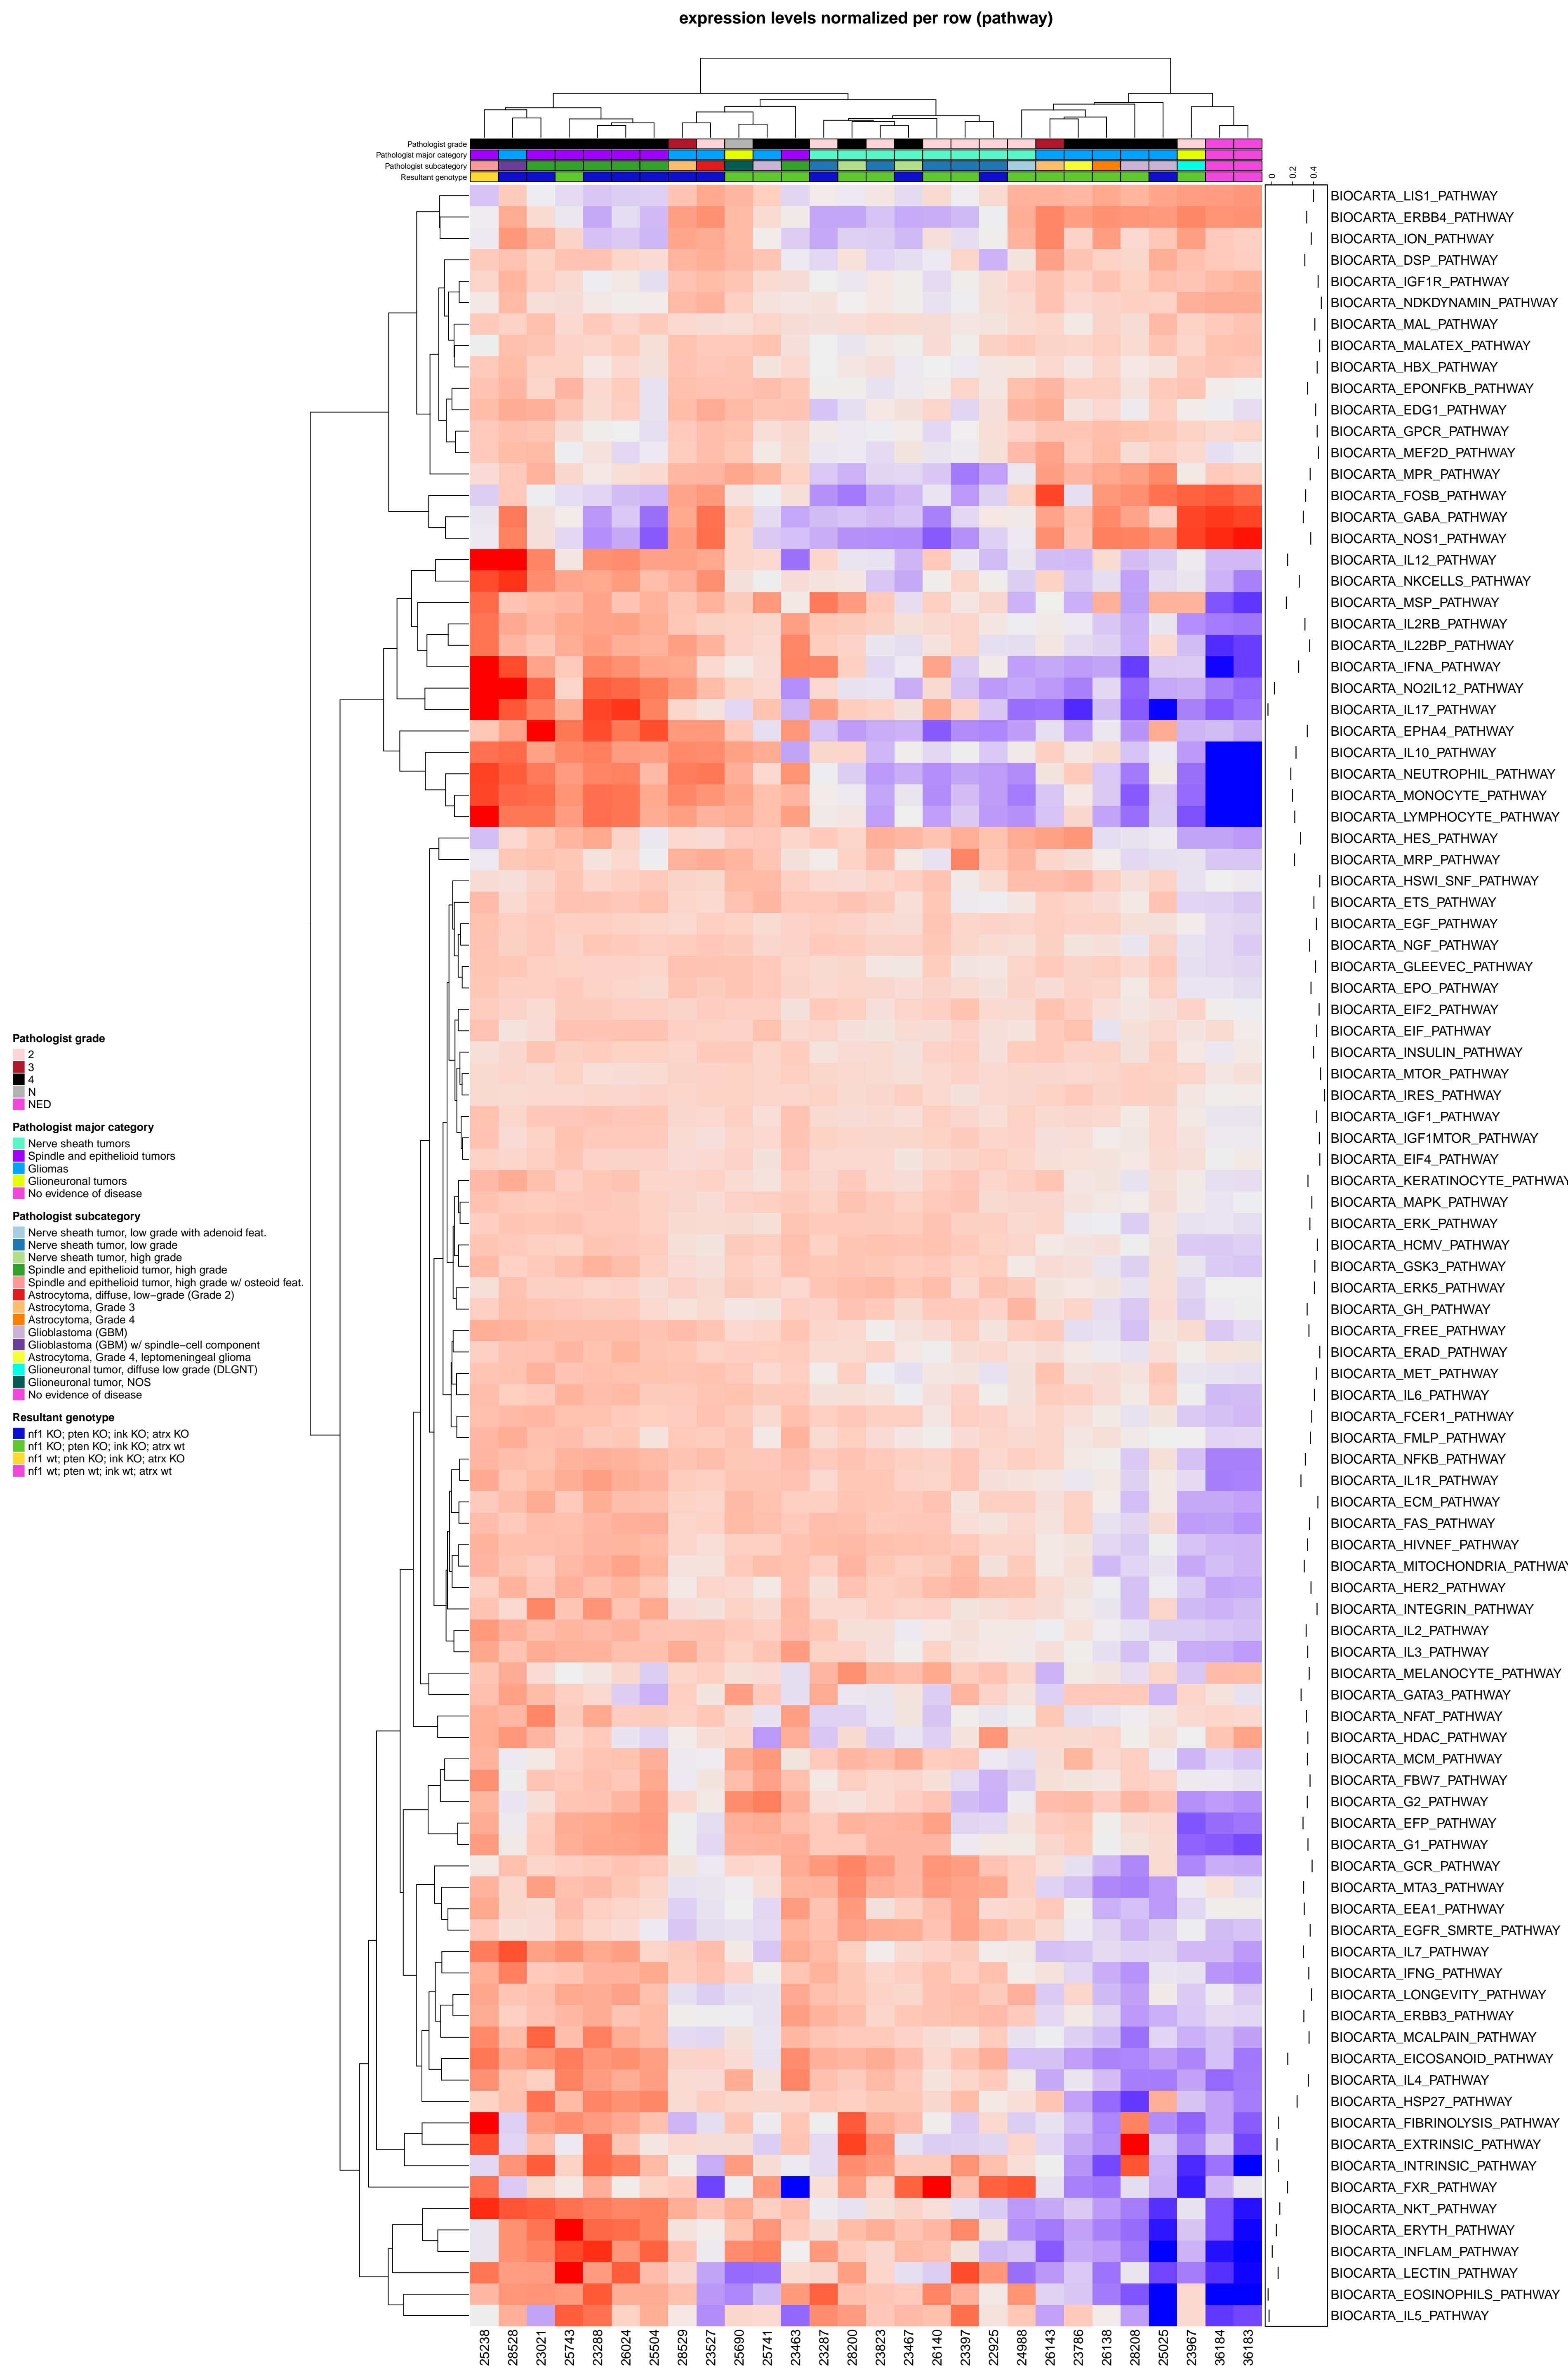 expression levels normalized per row (pathway)
Pathologist grade
Pathologist major category
Pathologist subcategory
Resultant genotype
0
0.2
0.4
BIOCARTA_LIS1_PATHWAY
BIOCARTA_ERBB4_PATHWAY
BIOCARTA_ION_PATHWAY
BIOCARTA_DSP_PATHWAY
BIOCARTA_IGF1R_PATHWAY
BIOCARTA_NDKDYNAMIN_PATHWAY
BIOCARTA_MAL_PATHWAY
BIOCARTA_MALATEX_PATHWAY
BIOCARTA_HBX_PATHWAY
BIOCARTA_EPONFKB_PATHWAY
BIOCARTA_EDG1_PATHWAY
BIOCARTA_GPCR_PATHWAY
BIOCARTA_MEF2D_PATHWAY
BIOCARTA_MPR_PATHWAY
BIOCARTA_FOSB_PATHWAY
BIOCARTA_GABA_PATHWAY
BIOCARTA_NOS1_PATHWAY
BIOCARTA_IL12_PATHWAY
BIOCARTA_NKCELLS_PATHWAY
BIOCARTA_MSP_PATHWAY
BIOCARTA_IL2RB_PATHWAY
BIOCARTA_IL22BP_PATHWAY
BIOCARTA_IFNA_PATHWAY
BIOCARTA_NO2IL12_PATHWAY
BIOCARTA_IL17_PATHWAY
BIOCARTA_EPHA4_PATHWAY
BIOCARTA_IL10_PATHWAY
BIOCARTA_NEUTROPHIL_PATHWAY
BIOCARTA_MONOCYTE_PATHWAY
BIOCARTA_LYMPHOCYTE_PATHWAY
BIOCARTA_HES_PATHWAY
BIOCARTA_MRP_PATHWAY
BIOCARTA_HSWI_SNF_PATHWAY
BIOCARTA_ETS_PATHWAY
BIOCARTA_EGF_PATHWAY
BIOCARTA_NGF_PATHWAY
BIOCARTA_GLEEVEC_PATHWAY
BIOCARTA_EPO_PATHWAY
BIOCARTA_EIF2_PATHWAY
BIOCARTA_EIF_PATHWAY
BIOCARTA_INSULIN_PATHWAY
BIOCARTA_MTOR_PATHWAY
BIOCARTA_IRES_PATHWAY
BIOCARTA_IGF1_PATHWAY
BIOCARTA_IGF1MTOR_PATHWAY
BIOCARTA_EIF4_PATHWAY
BIOCARTA_KERATINOCYTE_PATHWAY
BIOCARTA_MAPK_PATHWAY
BIOCARTA_ERK_PATHWAY
BIOCARTA_HCMV_PATHWAY
BIOCARTA_GSK3_PATHWAY
BIOCARTA_ERK5_PATHWAY
BIOCARTA_GH_PATHWAY
BIOCARTA_FREE_PATHWAY
BIOCARTA_ERAD_PATHWAY
BIOCARTA_MET_PATHWAY
BIOCARTA_IL6_PATHWAY
BIOCARTA_FCER1_PATHWAY
BIOCARTA_FMLP_PATHWAY
BIOCARTA_NFKB_PATHWAY
BIOCARTA_IL1R_PATHWAY
BIOCARTA_ECM_PATHWAY
BIOCARTA_FAS_PATHWAY
BIOCARTA_HIVNEF_PATHWAY
BIOCARTA_MITOCHONDRIA_PATHWAY
BIOCARTA_HER2_PATHWAY
BIOCARTA_INTEGRIN_PATHWAY
BIOCARTA_IL2_PATHWAY
BIOCARTA_IL3_PATHWAY
BIOCARTA_MELANOCYTE_PATHWAY
BIOCARTA_GATA3_PATHWAY
BIOCARTA_NFAT_PATHWAY
BIOCARTA_HDAC_PATHWAY
BIOCARTA_MCM_PATHWAY
BIOCARTA_FBW7_PATHWAY
BIOCARTA_G2_PATHWAY
BIOCARTA_EFP_PATHWAY
BIOCARTA_G1_PATHWAY
BIOCARTA_GCR_PATHWAY
BIOCARTA_MTA3_PATHWAY
BIOCARTA_EEA1_PATHWAY
BIOCARTA_EGFR_SMRTE_PATHWAY
BIOCARTA_IL7_PATHWAY
BIOCARTA_IFNG_PATHWAY
BIOCARTA_LONGEVITY_PATHWAY
BIOCARTA_ERBB3_PATHWAY
BIOCARTA_MCALPAIN_PATHWAY
BIOCARTA_EICOSANOID_PATHWAY
BIOCARTA_IL4_PATHWAY
BIOCARTA_HSP27_PATHWAY
BIOCARTA_FIBRINOLYSIS_PATHWAY
BIOCARTA_EXTRINSIC_PATHWAY
BIOCARTA_INTRINSIC_PATHWAY
BIOCARTA_FXR_PATHWAY
BIOCARTA_NKT_PATHWAY
BIOCARTA_ERYTH_PATHWAY
BIOCARTA_INFLAM_PATHWAY
BIOCARTA_LECTIN_PATHWAY
BIOCARTA_EOSINOPHILS_PATHWAY
BIOCARTA_IL5_PATHWAY
Pathologist grade
2
3
4
N
NED
Pathologist major category
Nerve sheath tumors
Spindle and epithelioid tumors
Gliomas
Glioneuronal tumors
No evidence of disease
Pathologist subcategory
Nerve sheath tumor, low grade with adenoid feat.
Nerve sheath tumor, low grade
Nerve sheath tumor, high grade
Spindle and epithelioid tumor, high grade
Spindle and epithelioid tumor, high grade w/ osteoid feat.
Astrocytoma, diffuse, low−grade (Grade 2)
Astrocytoma, Grade 3
Astrocytoma, Grade 4
Glioblastoma (GBM)
Glioblastoma (GBM) w/ spindle−cell component
Astrocytoma, Grade 4, leptomeningeal glioma
Glioneuronal tumor, diffuse low grade (DLGNT)
Glioneuronal tumor, NOS
No evidence of disease
Resultant genotype
nf1 KO; pten KO; ink KO; atrx KO
nf1 KO; pten KO; ink KO; atrx wt
nf1 wt; pten KO; ink KO; atrx KO
nf1 wt; pten wt; ink wt; atrx wt
25238
28528
23021
25743
23288
26024
25504
28529
23527
25690
25741
23463
23287
28200
23823
23467
26140
23397
22925
24988
26143
23786
26138
28208
25025
23967
36184
36183